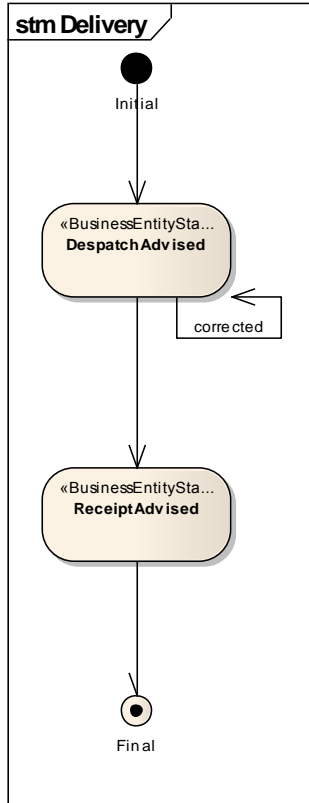 stm Delivery
Initial
«BusinessEntitySta...
DespatchAdvised
corrected
«BusinessEntitySta...
ReceiptAdvised
Final